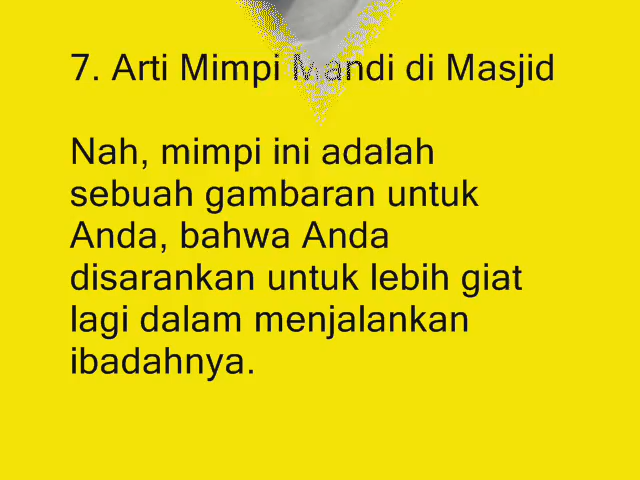 7. Arti Mimpi Mandi di Masjid
Nah, mimpi ini adalah
sebuah gambaran untuk
Anda, bahwa Anda
disarankan untuk lebih giat
lagi dalam menjalankan
ibadahnya.